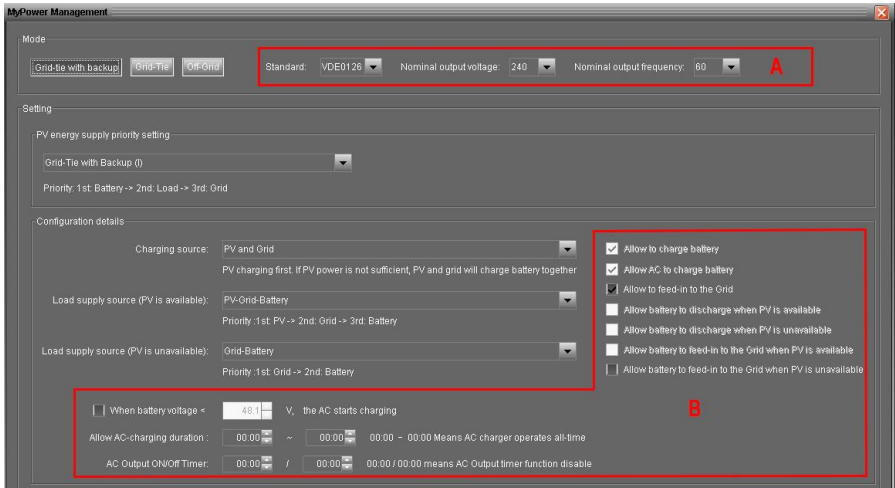 MyPower Management
Mode
Grid-tie with backup Grid-Tie Off-Grid Standard: VDE0126 Nominal output voltage: 240 Nominal output frequency: 60 A
Setting
PV energy supply priority setting
Grid-Tie with Backup (I)
Priority: 1st: Battery -> 2nd: Load -> 3rd: Grid
Configuration details
Charging source: PV and Grid
PV charging first. If PV power is not sufficient, PV and grid will charge battery together
Load supply source (PV is available): PV-Grid-Battery
Priority :1st: PV -> 2nd: Grid -> 3rd: Battery
Load supply source (PV is unavailable): Grid-Battery
Priority :1st: Grid -> 2nd: Battery
Allow to charge battery
Allow AC to charge battery
Allow to feed-in to the Grid
Allow battery to discharge when PV is available
Allow battery to discharge when PV is unavailable
Allow battery to feed-in to the Grid when PV is available
Allow battery to feed-in to the Grid when PV is unavailable
B
When battery voltage < 48.1 V, the AC starts charging
Allow AC-charging duration : 00:00 ~ 00:00 00:00 - 00:00 Means AC charger operates all-time
AC Output ON/Off Timer: 00:00 / 00:00 00:00 / 00:00 means AC Output timer function disable